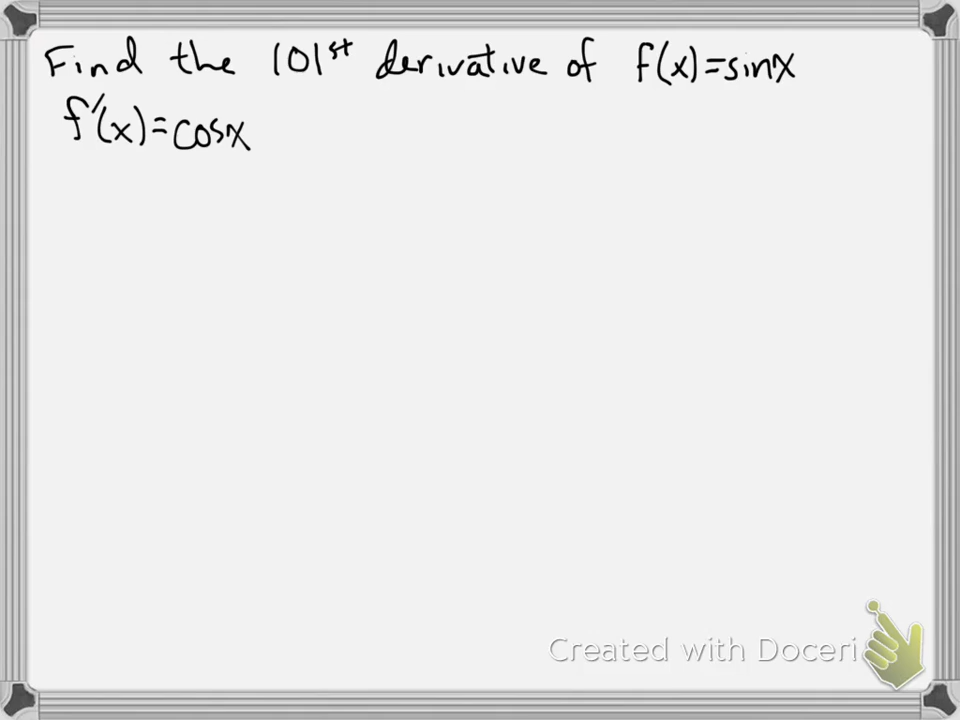 Find the 101st derivative of f(x)=sinx
f'(x)=cosx
Created with Doceri